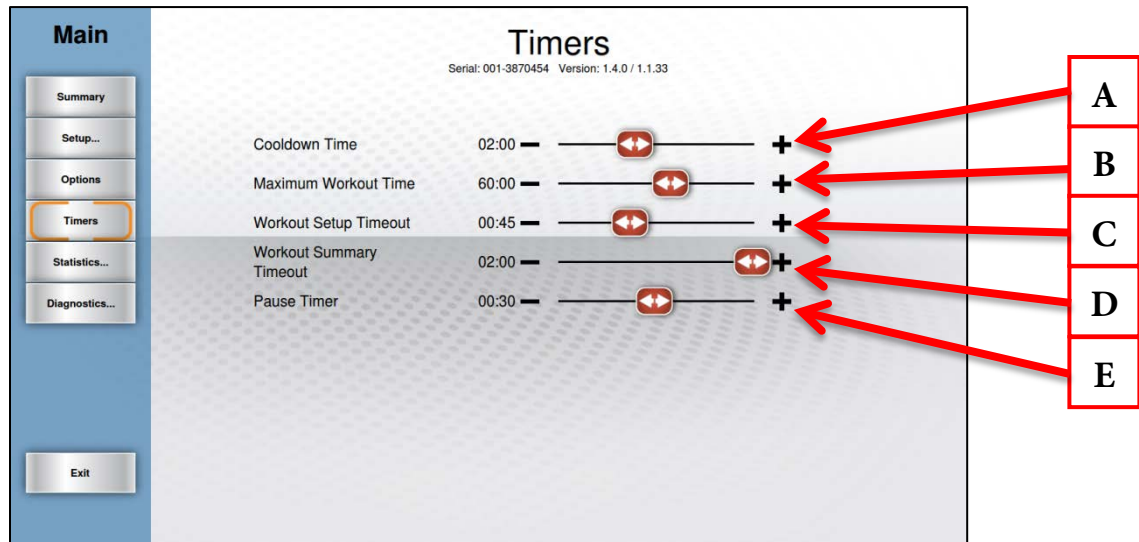 Main
Timers
Serial: 001-3870454 Version: 1.4.0 / 1.1.33
Summary
Setup...
Options
Timers
Statistics...
Diagnostics...
Exit
Cooldown Time 02:00
Maximum Workout Time 60:00
Workout Setup Timeout 00:45
Workout Summary
Timeout 02:00
Pause Timer 00:30
A
B
C
D
E